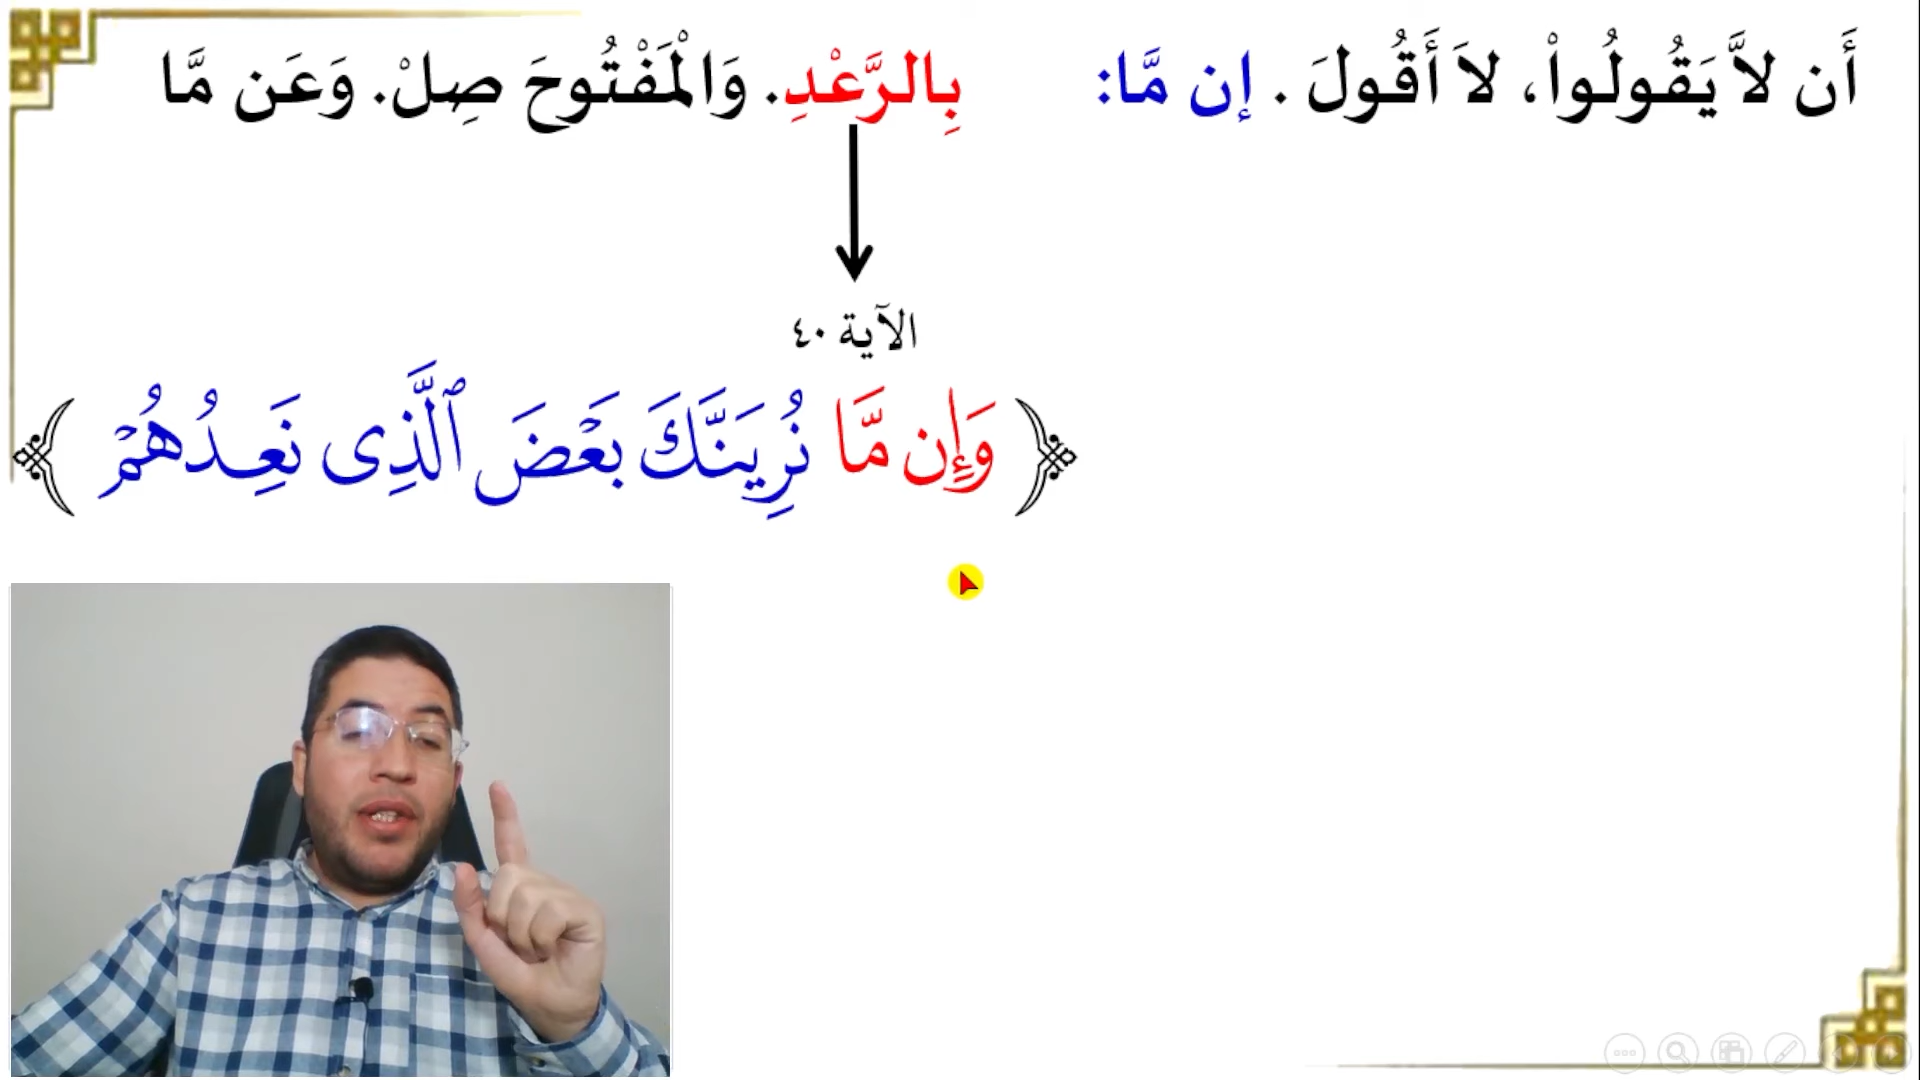 أَن لاَّ يَقُولُواْ، لاَ أَقُولَ . إن مَّا: بِالرَّعْدِ. وَالْمَفْتُوحَ صِلْ. وَعَن مَّا
الآية ٤٠
﴿ وَإِن مَّا نُرِيَنَّكَ بَعْضَ ٱلَّذِى نَعِدُهُمْ ﴾